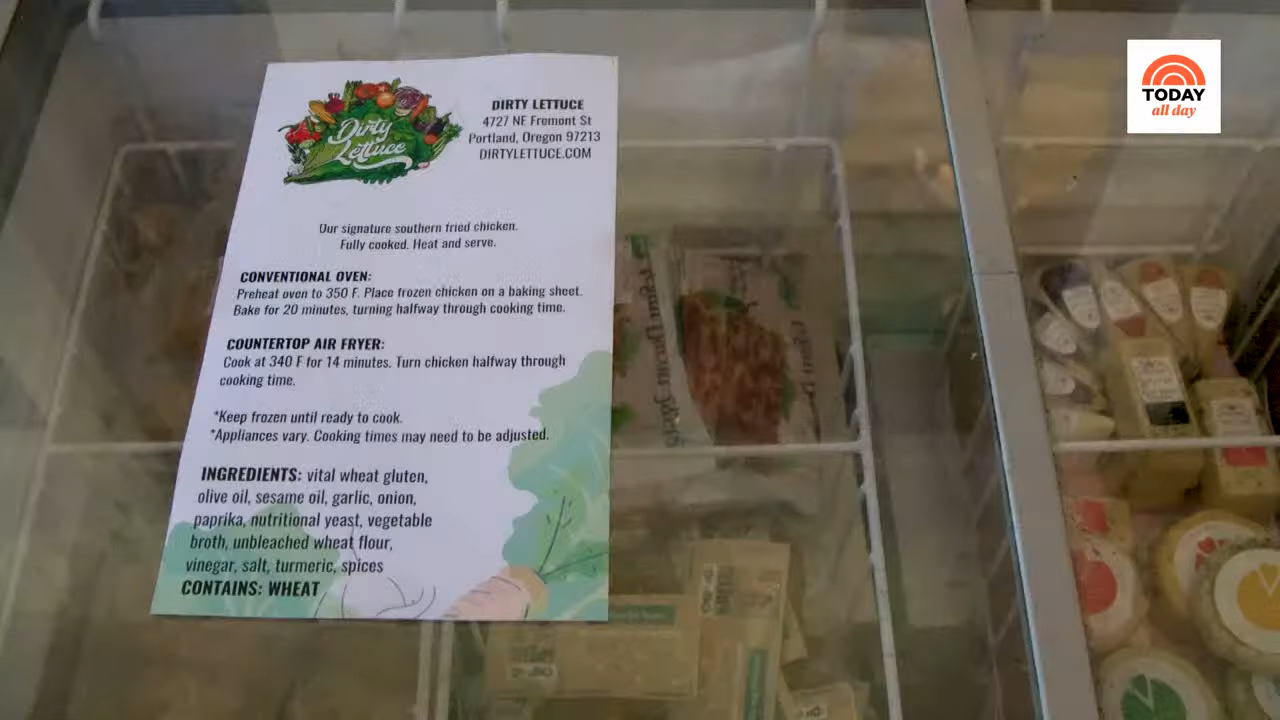 TODAY
all day
Dirty
Lettuce
DIRTY LETTUCE
4727 NE Fremont St
Portland, Oregon 97213
DIRTYLETTUCE.COM
Our signature southern fried chicken.
Fully cooked. Heat and serve.
CONVENTIONAL OVEN:
Preheat oven to 350 F. Place frozen chicken on a baking sheet.
Bake for 20 minutes, turning halfway through cooking time.
COUNTERTOP AIR FRYER:
Cook at 340 F for 14 minutes. Turn chicken halfway through
cooking time.
*Keep frozen until ready to cook.
*Appliances vary. Cooking times may need to be adjusted.
INGREDIENTS: vital wheat gluten,
olive oil, sesame oil, garlic, onion,
paprika, nutritional yeast, vegetable
broth, unbleached wheat flour,
vinegar, salt, turmeric, spices
CONTAINS: WHEAT